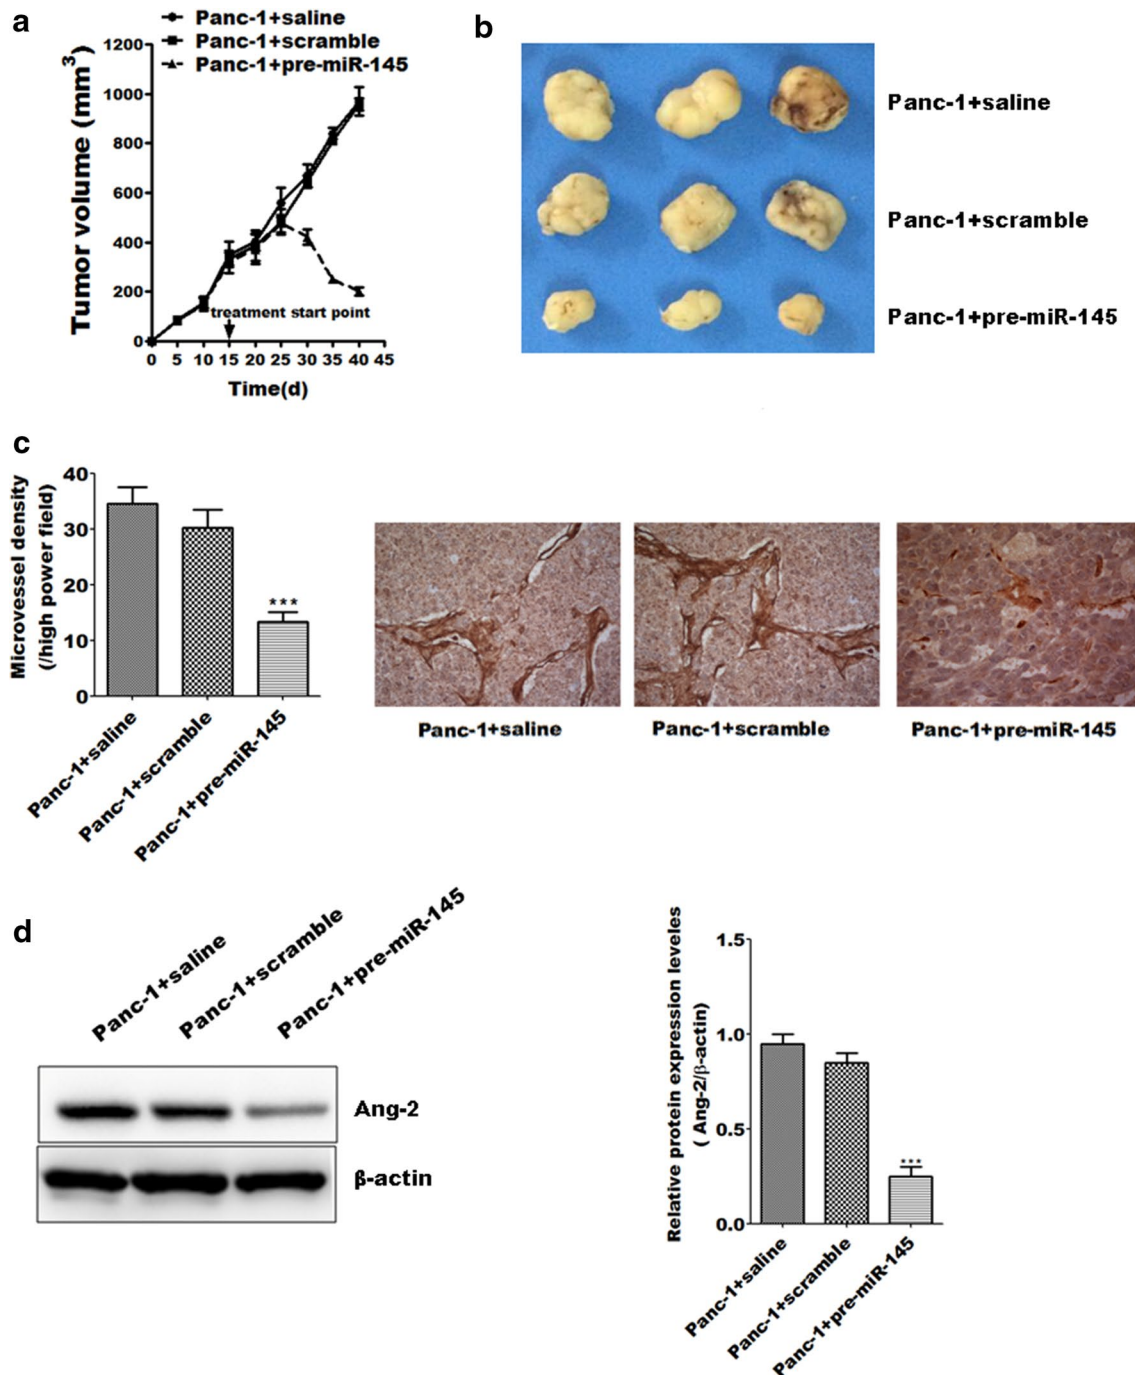 a
Panc-1+saline
Panc-1+scramble
Panc-1+pre-miR-145
Tumor volume (mm³)
1200
1000
800
600
400
200
0
treatment start point
0 5 10 15 20 25 30 35 40 45
Time(d)
b
Panc-1+saline
Panc-1+scramble
Panc-1+pre-miR-145
c
Microvessel density
(/high power field)
40
30
20
10
0
***
Panc-1+saline
Panc-1+scramble
Panc-1+pre-miR-145
Panc-1+saline
Panc-1+scramble
Panc-1+pre-miR-145
d
Panc-1+saline
Panc-1+scramble
Panc-1+pre-miR-145
Ang-2
β-actin
Relative protein expression leveles
( Ang-2/β-actin)
1.5
1.0
0.5
0.0
***
Panc-1+saline
Panc-1+scramble
Panc-1+pre-miR-145